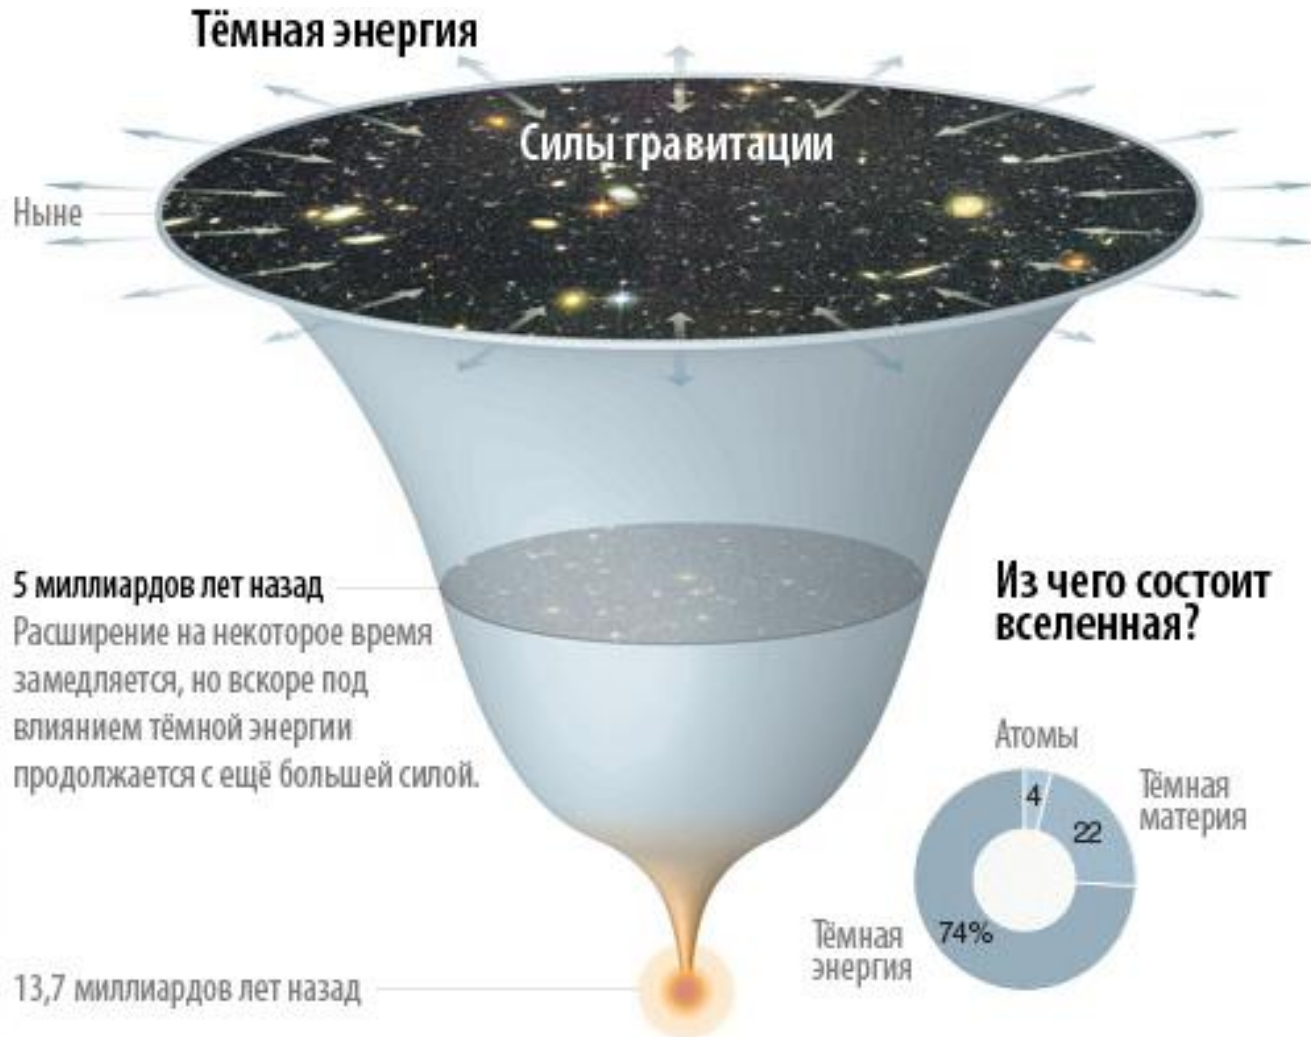 Тёмная энергия
Силы гравитации
Ныне
5 миллиардов лет назад
Расширение на некоторое время
замедляется, но вскоре под
влиянием тёмной энергии
продолжается с ещё большей силой.
13,7 миллиардов лет назад
Из чего состоит
вселенная?
Атомы
4
Тёмная
материя
22
Тёмная
энергия
74%